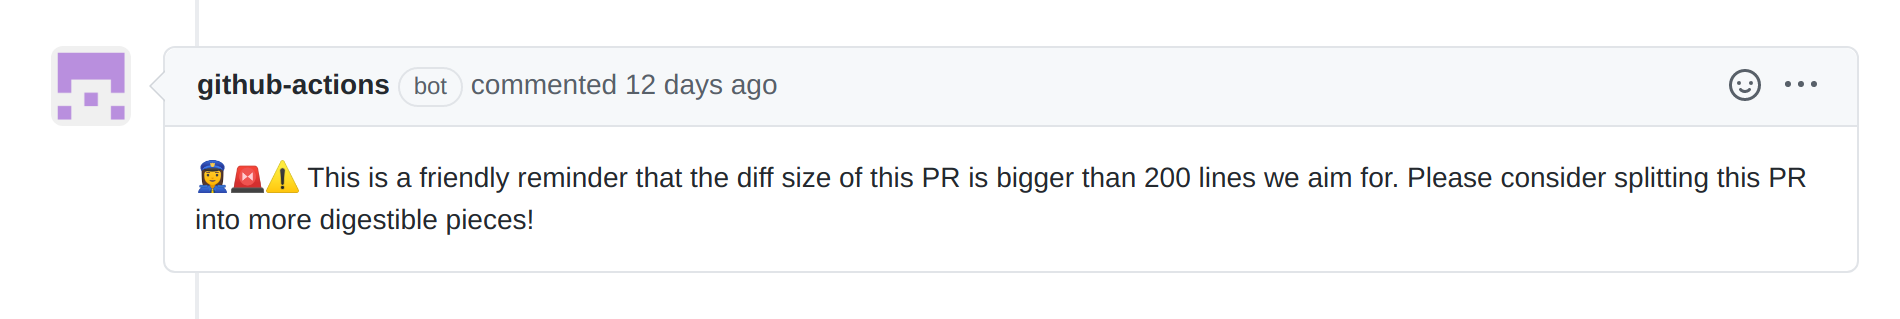 github-actions bot commented 12 days ago
👮‍♀️🚨⚠️ This is a friendly reminder that the diff size of this PR is bigger than 200 lines we aim for. Please consider splitting this PR
into more digestible pieces!